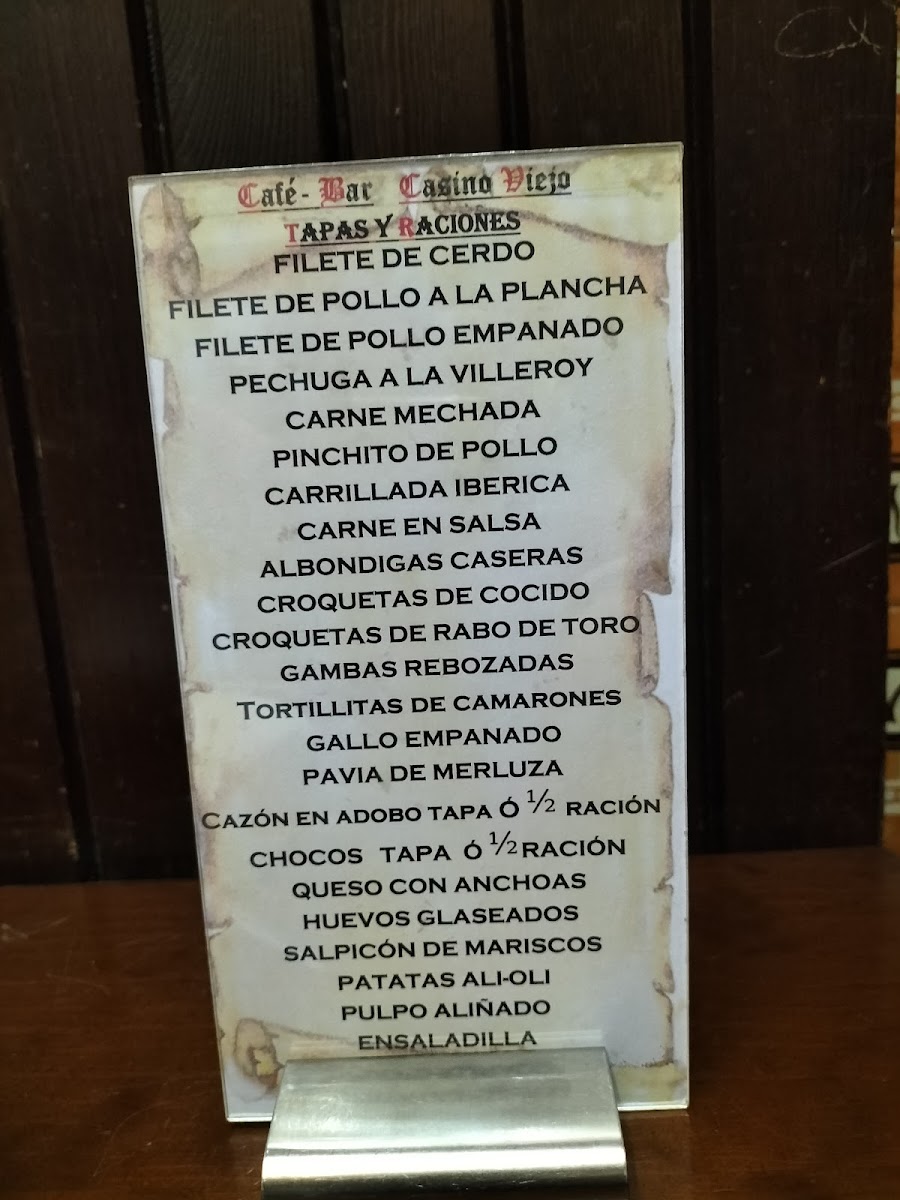 Café - Bar Casino Viejo
TAPAS Y RACIONES
FILETE DE CERDO
FILETE DE POLLO A LA PLANCHA
FILETE DE POLLO EMPANADO
PECHUGA A LA VILLEROY
CARNE MECHADA
PINCHITO DE POLLO
CARRILLADA IBERICA
CARNE EN SALSA
ALBONDIGAS CASERAS
CROQUETAS DE COCIDO
CROQUETAS DE RABO DE TORO
GAMBAS REBOZADAS
TORTILLITAS DE CAMARONES
GALLO EMPANADO
PAVIA DE MERLUZA
CAZÓN EN ADOBO TAPA Ó ½ RACIÓN
CHOCOS TAPA Ó ½ RACIÓN
QUESO CON ANCHOAS
HUEVOS GLASEADOS
SALPICÓN DE MARISCOS
PATATAS ALI-OLI
PULPO ALIÑADO
ENSALADILLA